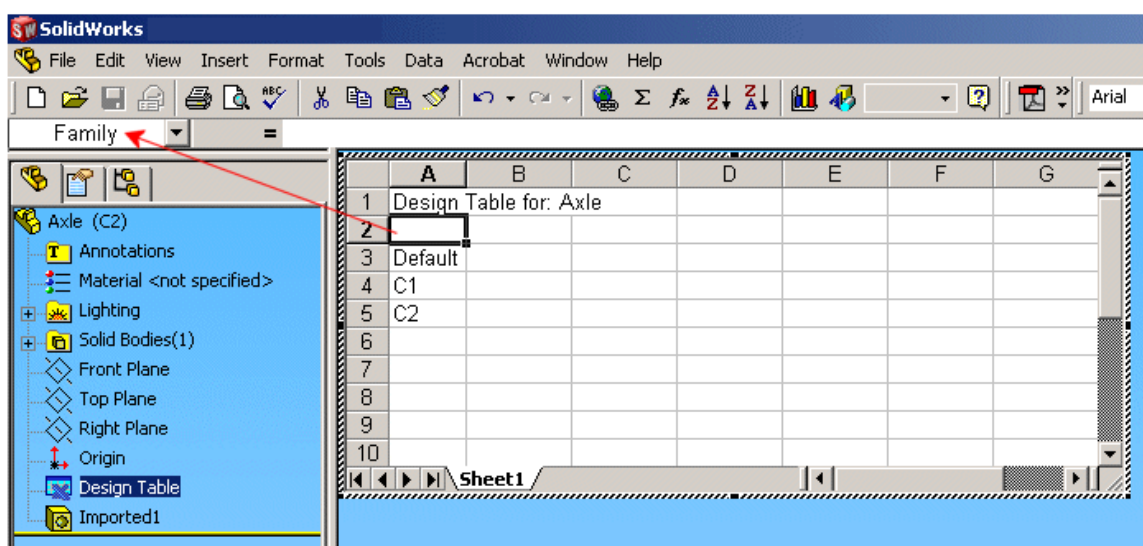 SolidWorks
File Edit View Insert Format Tools Data Acrobat Window Help
ABC Σ fx A Z Z A ? » Arial
Family =
A B C D E F G
1 Design Table for: Axle
2
3 Default
4 C1
5 C2
6
7
8
9
10
Sheet1
Axle (C2)
Annotations
Material <not specified>
Lighting
Solid Bodies(1)
Front Plane
Top Plane
Right Plane
Origin
Design Table
Imported1